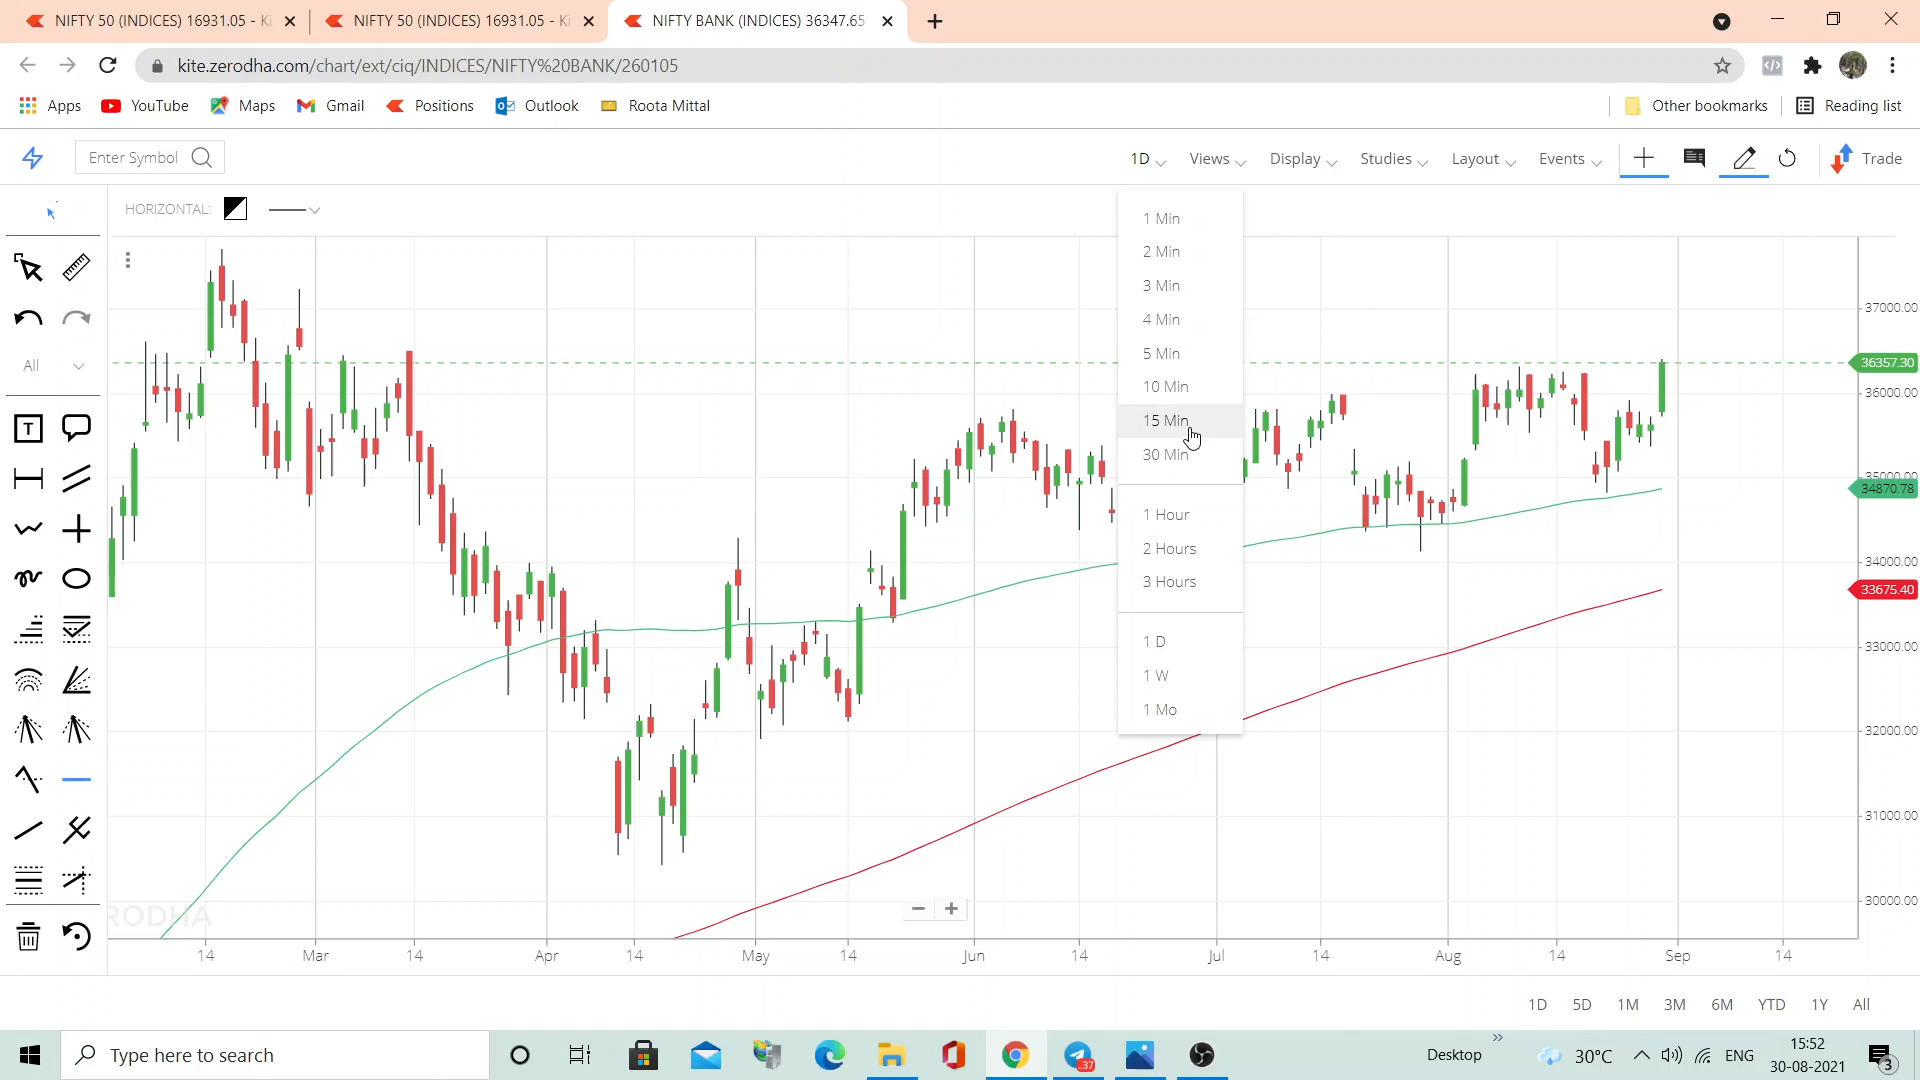 NIFTY 50 (INDICES) 16931.05 - Ki
NIFTY 50 (INDICES) 16931.05 - Ki
NIFTY BANK (INDICES) 36347.65
kite.zerodha.com/chart/ext/ciq/INDICES/NIFTY%20BANK/260105
Apps
YouTube
Maps
Gmail
Positions
Outlook
Roota Mittal
Other bookmarks
Reading list
Enter Symbol
1D
Views
Display
Studies
Layout
Events
Trade
HORIZONTAL:
All
T
1 Min
2 Min
3 Min
4 Min
5 Min
10 Min
15 Min
30 Min
1 Hour
2 Hours
3 Hours
1 D
1 W
1 Mo
37000.00
36357.30
36000.00
35000.00
34870.78
34000.00
33675.40
33000.00
32000.00
31000.00
30000.00
RODHA
14
Mar
14
Apr
14
May
14
Jun
14
Jul
14
Aug
14
Sep
14
1D
5D
1M
3M
6M
YTD
1Y
All
Type here to search
37
Desktop
30°C
ENG
15:52
30-08-2021
3